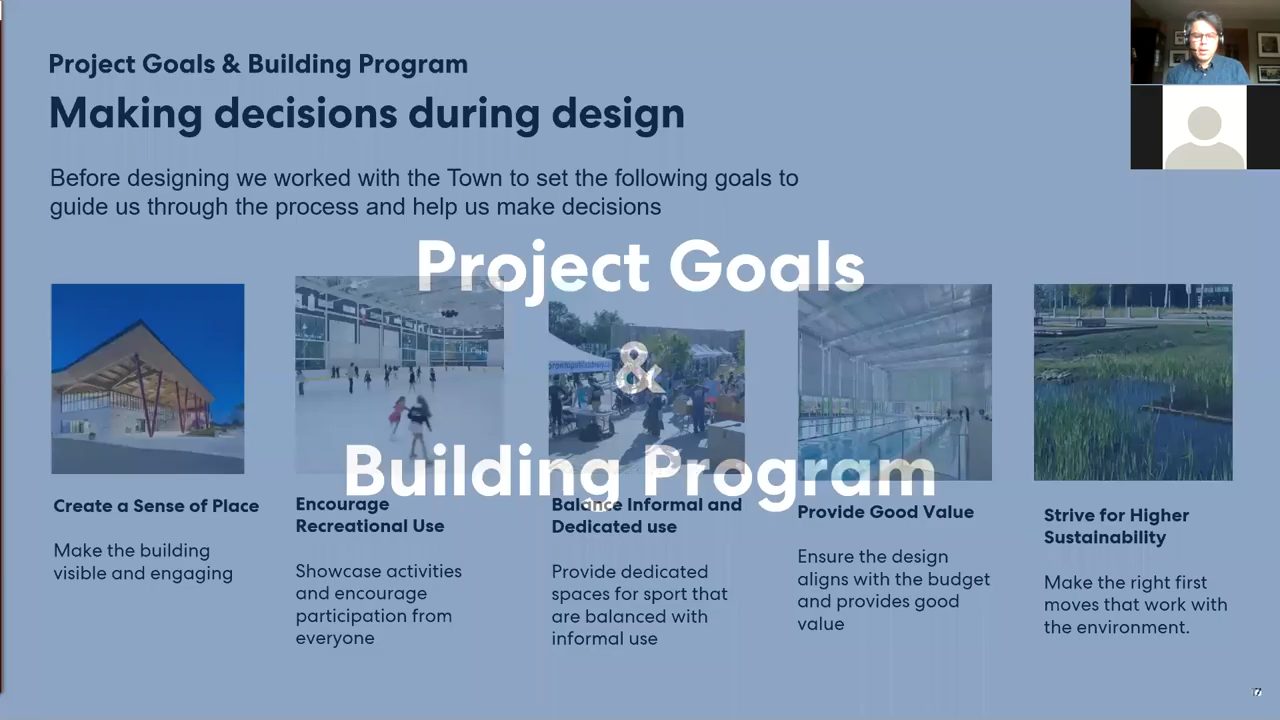 Project Goals & Building Program
Making decisions during design
Before designing we worked with the Town to set the following goals to
guide us through the process and help us make decisions
Project Goals
&
Building Program
Create a Sense of Place
Make the building
visible and engaging
Encourage
Recreational Use
Showcase activities
and encourage
participation from
everyone
Balance Informal and
Dedicated use
Provide dedicated
spaces for sport that
are balanced with
informal use
Provide Good Value
Ensure the design
aligns with the budget
and provides good
value
Strive for Higher
Sustainability
Make the right first
moves that work with
the environment.